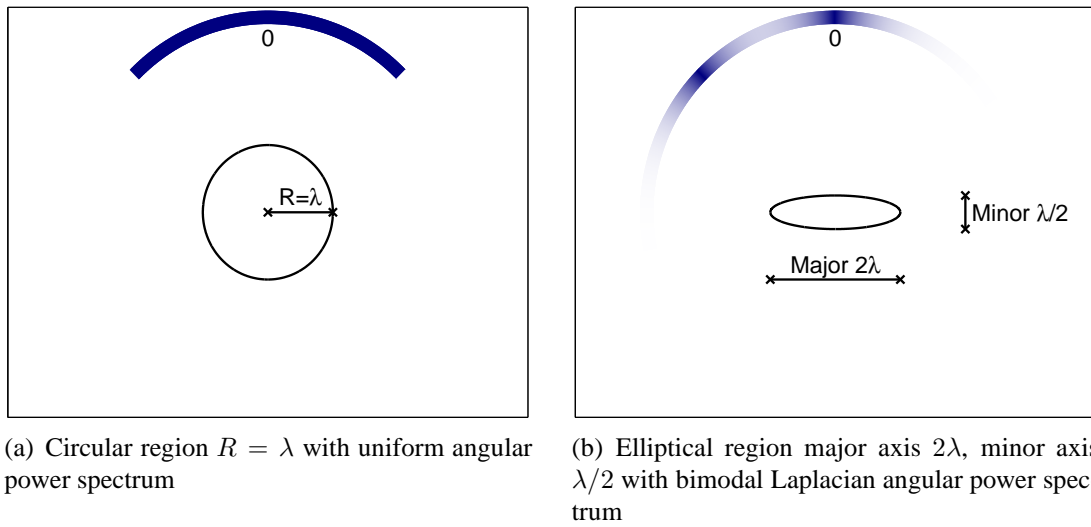 0
R=λ
(a) Circular region R = λ with uniform angular
power spectrum
0
Minor λ/2
Major 2λ
(b) Elliptical region major axis 2λ, minor axis
λ/2 with bimodal Laplacian angular power spec-
trum